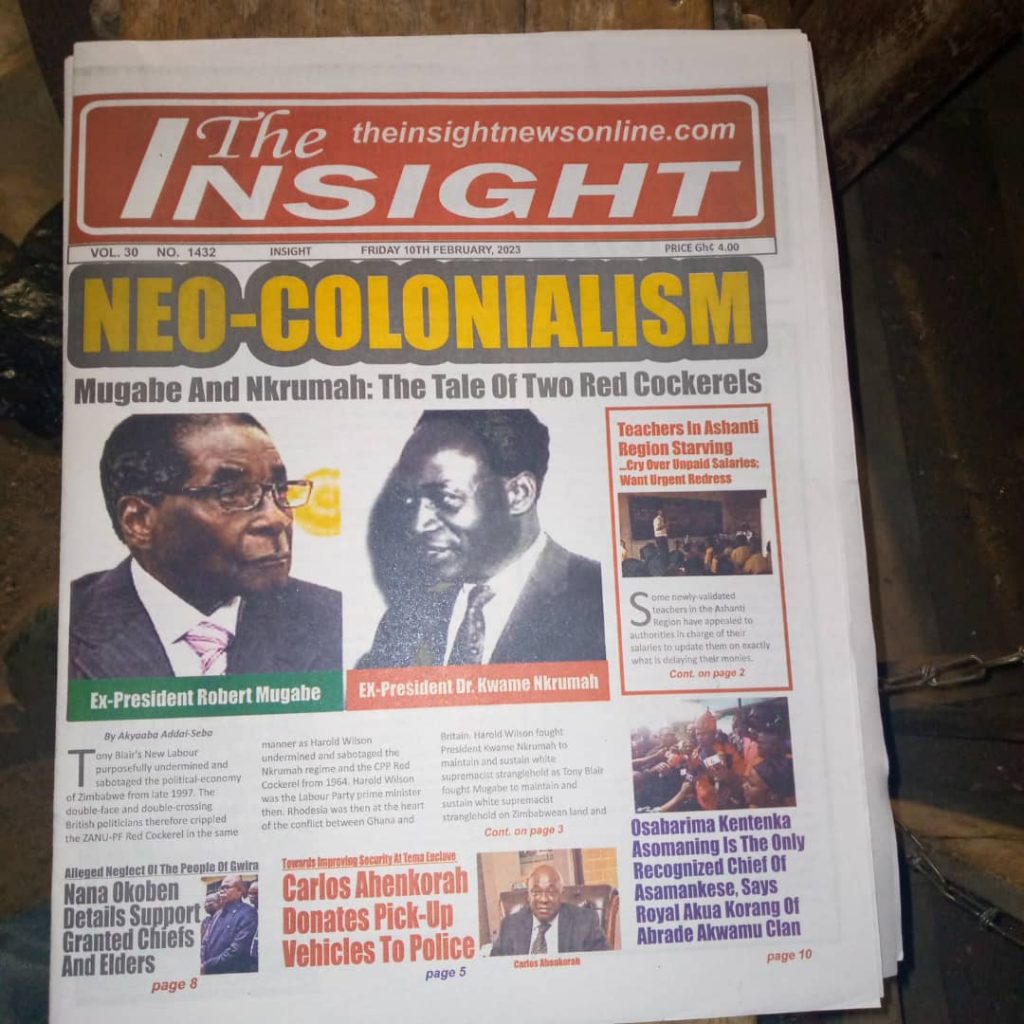 The
theinsightnewsonline.com
INSIGHT
VOL. 30 NO. 1432 INSIGHT FRIDAY 10TH FEBRUARY, 2023 PRICE Gh¢ 4.00
NEO-COLONIALISM
Mugabe And Nkrumah: The Tale Of Two Red Cockerels
Ex-President Robert Mugabe
EX-President Dr. Kwame Nkrumah
Teachers In Ashanti
Region Starving
...Cry Over Unpaid Salaries;
Want Urgent Redress
Some newly-validated
teachers in the Ashanti
Region have appealed to
authorities in charge of their
salaries to update them on exactly
what is delaying their monies.
Cont. on page 2
By Akyaaba Addai-Sebo
Tony Blair's New Labour
purposefully undermined and
sabotaged the political-economy
of Zimbabwe from late 1997. The
double-face and double-crossing
British politicians therefore crippled
the ZANU-PF Red Cockerel in the same
manner as Harold Wilson
undermined and sabotaged the
Nkrumah regime and the CPP Red
Cockerel from 1964. Harold Wilson
was the Labour Party prime minister
then. Rhodesia was then at the heart
of the conflict between Ghana and
Britain. Harold Wilson fought
President Kwame Nkrumah to
maintain and sustain white
supremacist stranglehold as Tony Blair
fought Mugabe to maintain and
sustain white supremacist
stranglehold on Zimbabwean land and
Cont. on page 3
Osabarima Kentenka
Asomaning Is The Only
Recognized Chief Of
Asamankese, Says
Royal Akua Korang Of
Abrade Akwamu Clan
page 10
Alleged Neglect Of The People Of Gwira
Nana Okoben
Details Support
Granted Chiefs
And Elders
page 8
Towards Improving Security At Tema Enclave
Carlos Ahenkorah
Donates Pick-Up
Vehicles To Police
page 5
Carlos Ahenkorah